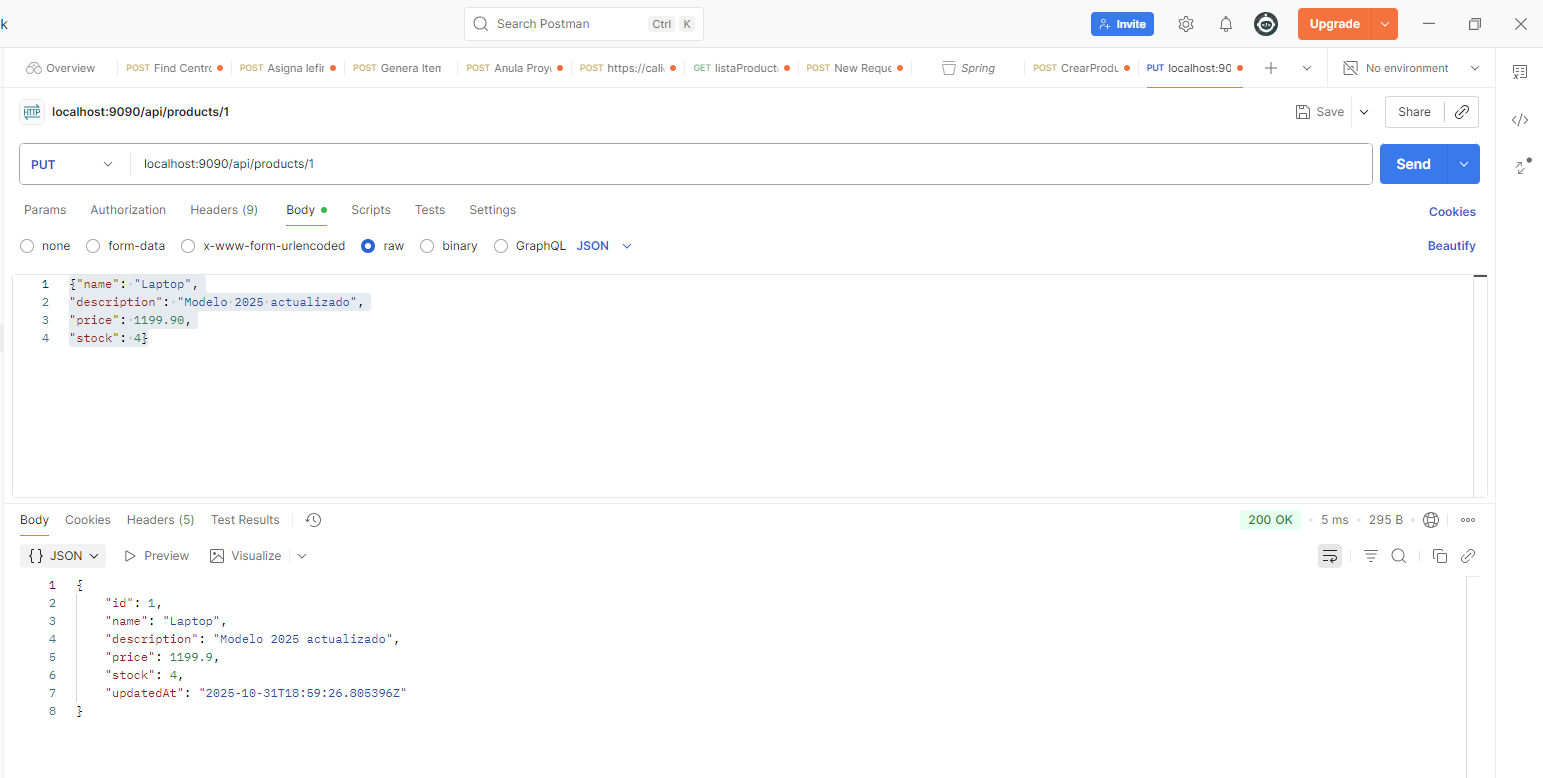 k
Search Postman Ctrl K
Invite
Upgrade
Overview
POST Find Centro
POST Asigna lefir
POST Genera Item
POST Anula Proye
POST https://calic
GET listaProducto
POST New Reque
Spring
POST CrearProdu
PUT localhost:90
No environment
HTTP localhost:9090/api/products/1
Save
Share
PUT localhost:9090/api/products/1
Send
Params Authorization Headers (9) Body Scripts Tests Settings
Cookies
none form-data x-www-form-urlencoded raw binary GraphQL JSON
Beautify
1 {"name": "Laptop",
2 "description": "Modelo 2025 actualizado",
3 "price": 1199.90,
4 "stock": 4}
Body Cookies Headers (5) Test Results
200 OK • 5 ms • 295 B
{} JSON Preview Visualize
1 {
2 "id": 1,
3 "name": "Laptop",
4 "description": "Modelo 2025 actualizado",
5 "price": 1199.9,
6 "stock": 4,
7 "updatedAt": "2025-10-31T18:59:26.805396Z"
8 }